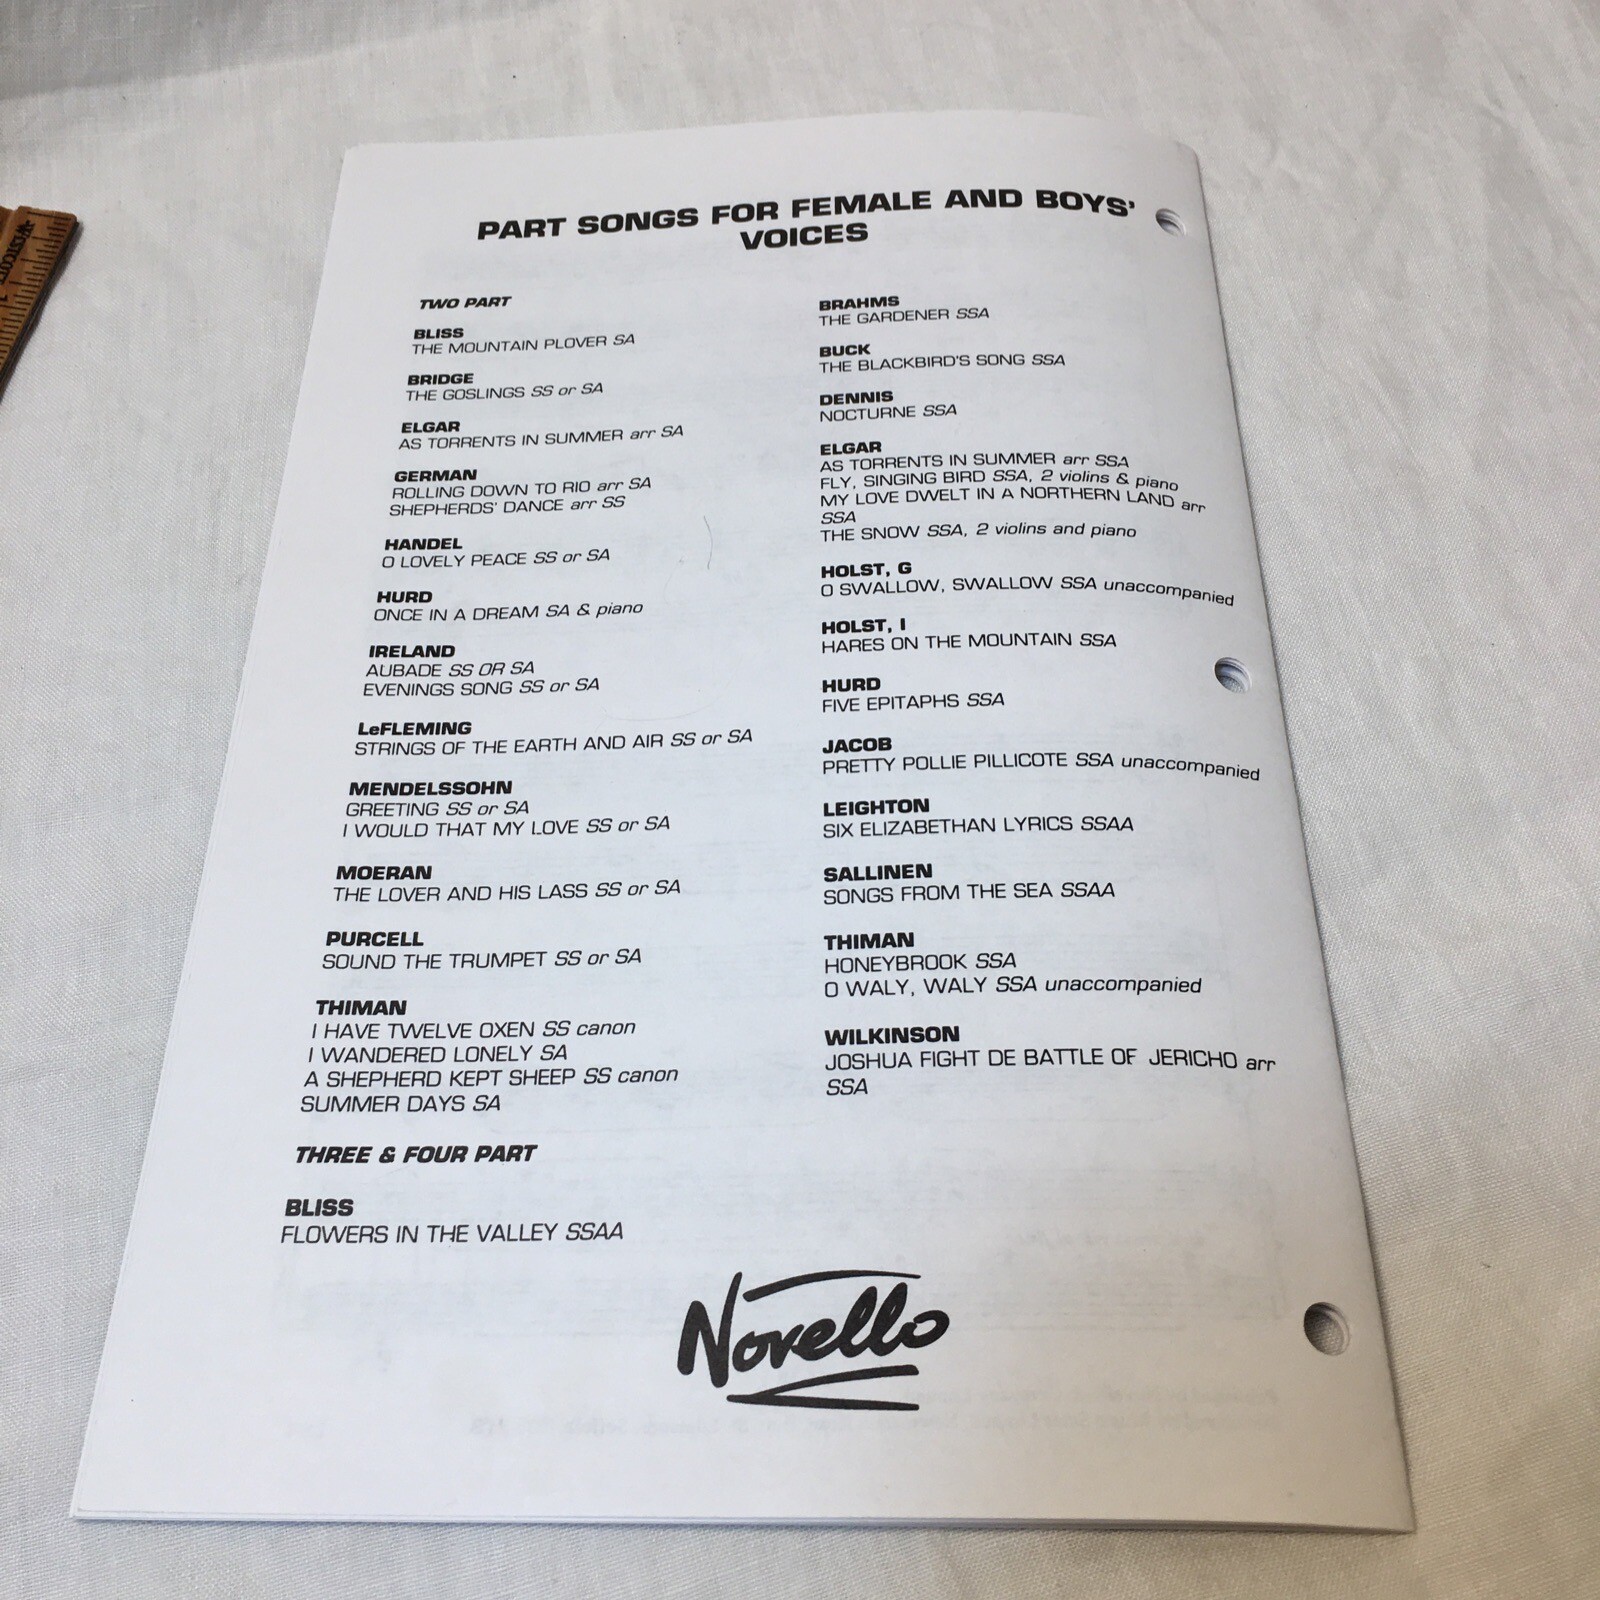 PART SONGS FOR FEMALE AND BOYS'
VOICES
TWO PART
BLISS
THE MOUNTAIN PLOVER SA
BRIDGE
THE GOSLINGS SS or SA
ELGAR
AS TORRENTS IN SUMMER arr SA
GERMAN
ROLLING DOWN TO RIO arr SA
SHEPHERDS' DANCE arr SS
HANDEL
O LOVELY PEACE SS or SA
HURD
ONCE IN A DREAM SA & piano
IRELAND
AUBADE SS OR SA
EVENINGS SONG SS or SA
LeFLEMING
STRINGS OF THE EARTH AND AIR SS or SA
MENDELSSOHN
GREETING SS or SA
I WOULD THAT MY LOVE SS or SA
MOERAN
THE LOVER AND HIS LASS SS or SA
PURCELL
SOUND THE TRUMPET SS or SA
THIMAN
I HAVE TWELVE OXEN SS canon
I WANDERED LONELY SA
A SHEPHERD KEPT SHEEP SS canon
SUMMER DAYS SA
THREE & FOUR PART
BLISS
FLOWERS IN THE VALLEY SSAA
BRAHMS
THE GARDENER SSA
BUCK
THE BLACKBIRD'S SONG SSA
DENNIS
NOCTURNE SSA
ELGAR
AS TORRENTS IN SUMMER arr SSA
FLY, SINGING BIRD SSA, 2 violins & piano
MY LOVE DWELT IN A NORTHERN LAND arr
SSA
THE SNOW SSA, 2 violins and piano
HOLST, G
O SWALLOW, SWALLOW SSA unaccompanied
HOLST, I
HARES ON THE MOUNTAIN SSA
HURD
FIVE EPITAPHS SSA
JACOB
PRETTY POLLIE PILLICOTE SSA unaccompanied
LEIGHTON
SIX ELIZABETHAN LYRICS SSAA
SALLINEN
SONGS FROM THE SEA SSAA
THIMAN
HONEYBROOK SSA
O WALY, WALY SSA unaccompanied
WILKINSON
JOSHUA FIGHT DE BATTLE OF JERICHO arr
SSA
Novello
WESTCOTT
1